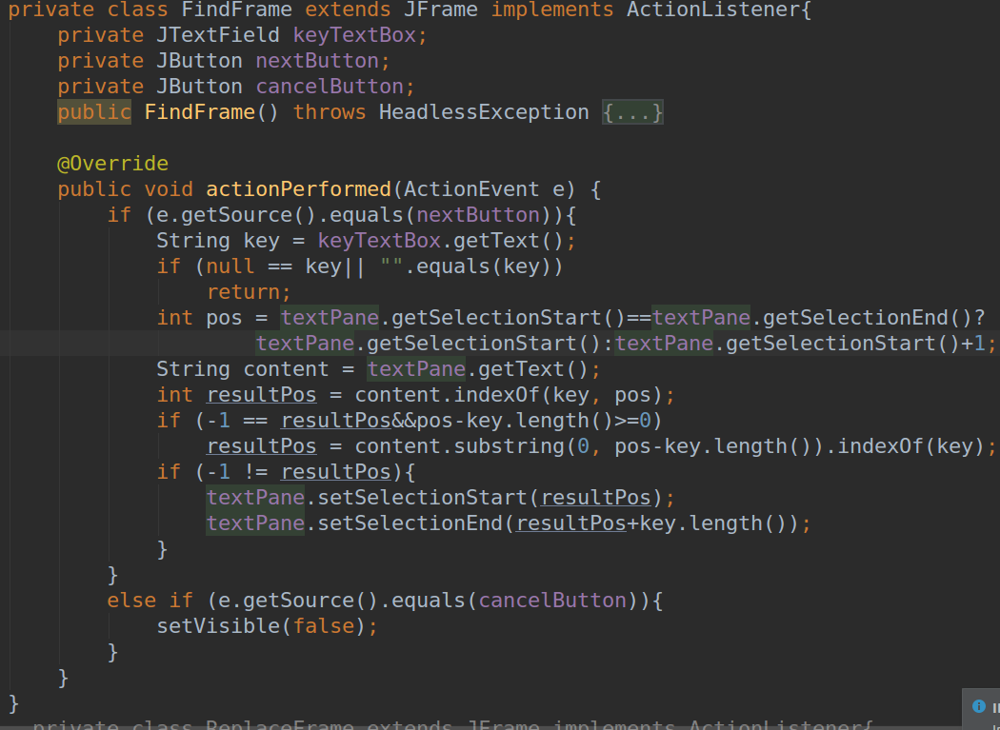 private class FindFrame extends JFrame implements ActionListener{
    private JTextField keyTextBox;
    private JButton nextButton;
    private JButton cancelButton;
    public FindFrame() throws HeadlessException {...}

    @Override
    public void actionPerformed(ActionEvent e) {
        if (e.getSource().equals(nextButton)){
            String key = keyTextBox.getText();
            if (null == key|| "".equals(key))
                return;
            int pos = textPane.getSelectionStart()==textPane.getSelectionEnd()?
                    textPane.getSelectionStart():textPane.getSelectionStart()+1;
            String content = textPane.getText();
            int resultPos = content.indexOf(key, pos);
            if (-1 == resultPos&&pos-key.length()>=0)
                resultPos = content.substring(0, pos-key.length()).indexOf(key);
            if (-1 != resultPos){
                textPane.setSelectionStart(resultPos);
                textPane.setSelectionEnd(resultPos+key.length());
            }
        }
        else if (e.getSource().equals(cancelButton)){
            setVisible(false);
        }
    }
}
  private class ReplaceFrame extends JFrame implements ActionListener{